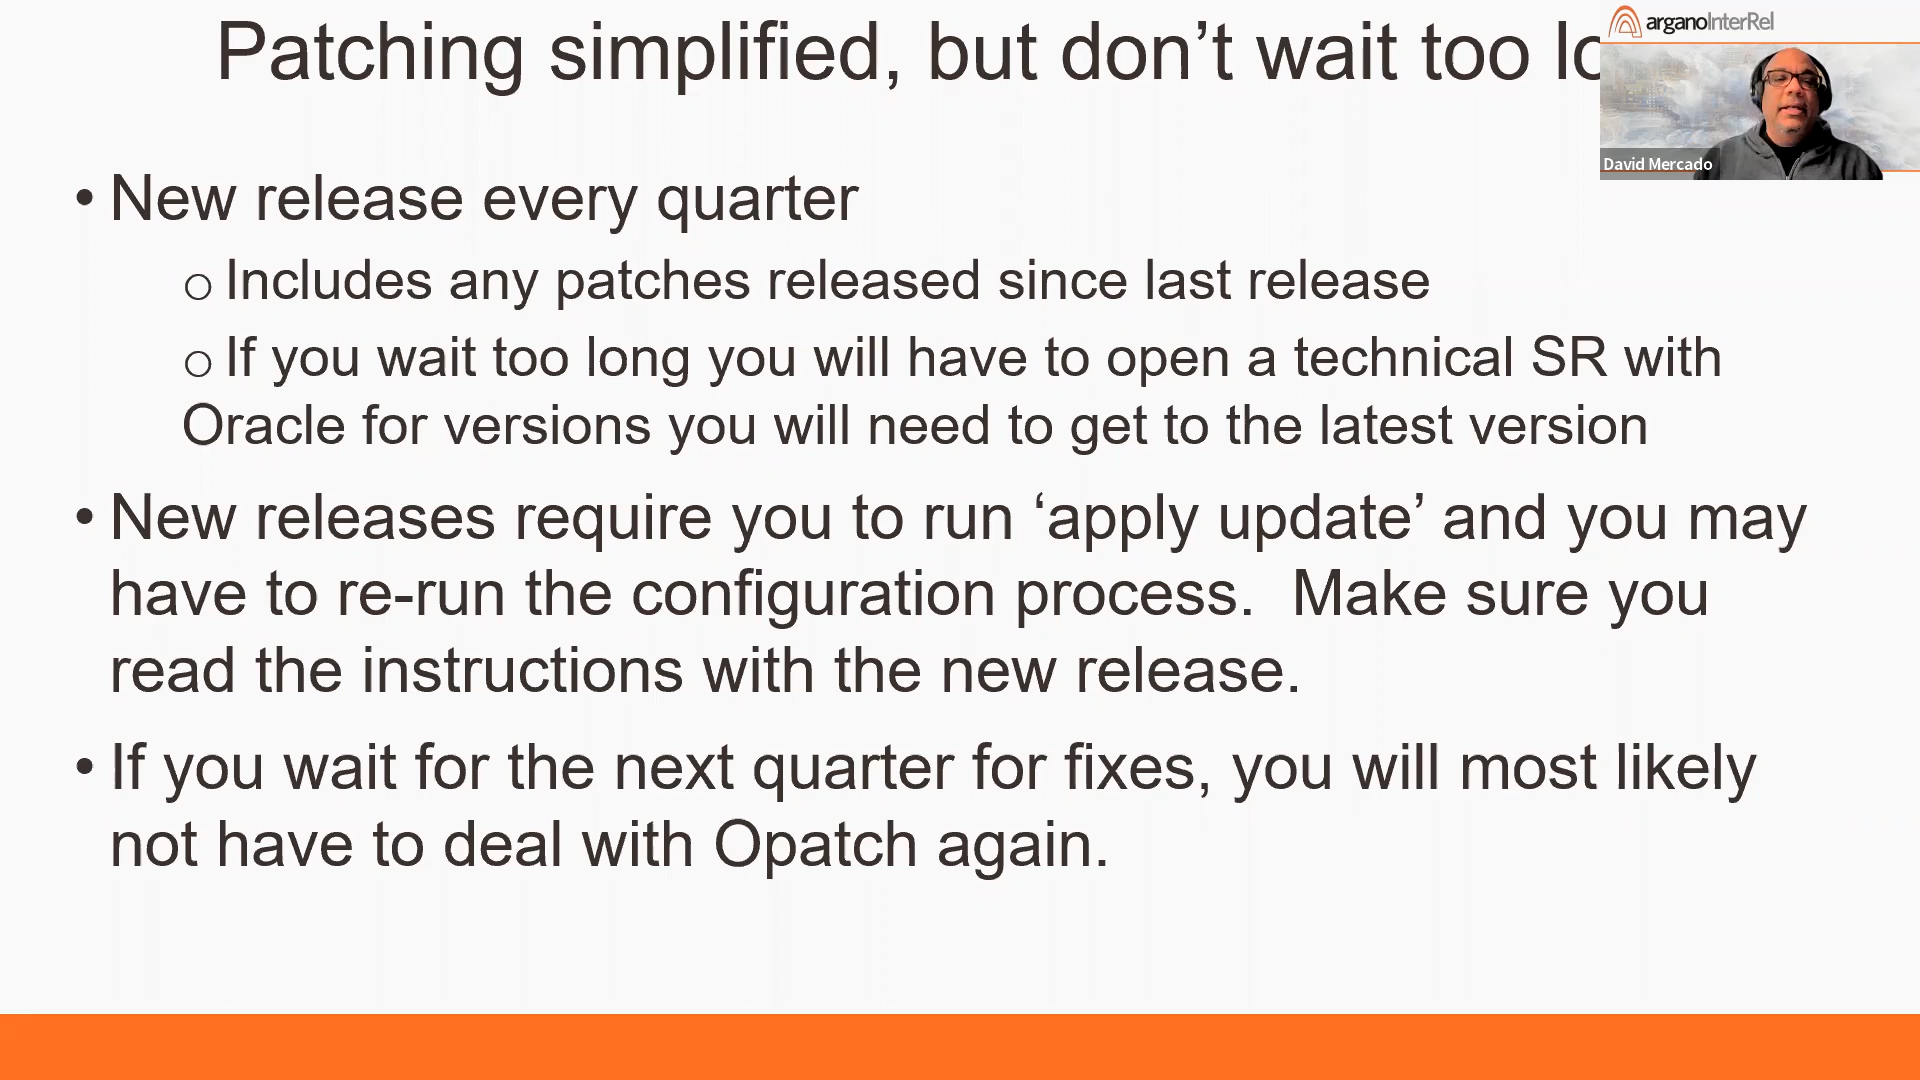 Patching simplified, but don’t wait too lo
arganoInterRel
David Mercado
• New release every quarter
o Includes any patches released since last release
o If you wait too long you will have to open a technical SR with
Oracle for versions you will need to get to the latest version
• New releases require you to run ‘apply update’ and you may
have to re-run the configuration process.  Make sure you
read the instructions with the new release.
• If you wait for the next quarter for fixes, you will most likely
not have to deal with Opatch again.